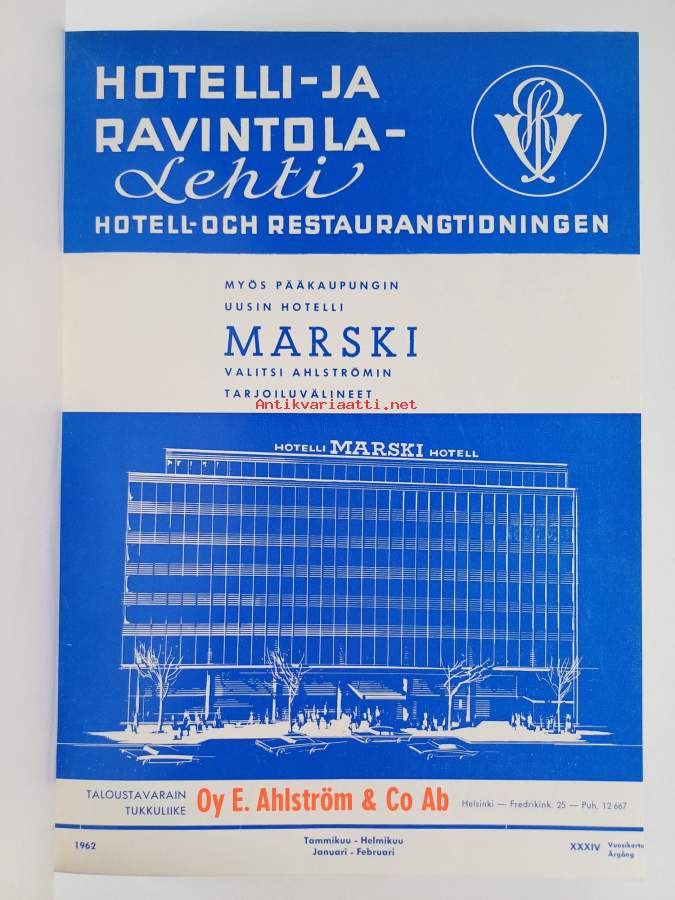 HOTELLI-JA
RAVINTOLA-
Lehti
HOTELL-OCH RESTAURANGTIDNINGEN
MYÖS PÄÄKAUPUNGIN
UUSIN HOTELLI
MARSKI
VALITSI AHLSTRÖMIN
TARJOILUVÄLINEET
Antikvariaatti.net
HOTELLI MARSKI HOTELL
TALOUSTAVARAIN
TUKKULIIKE
Oy E. Ahlström & Co Ab
Helsinki — Fredrikink. 25 — Puh. 12 667
1962
Tammikuu - Helmikuu
Januari - Februari
XXXIV
Vuosikerta
Årgång